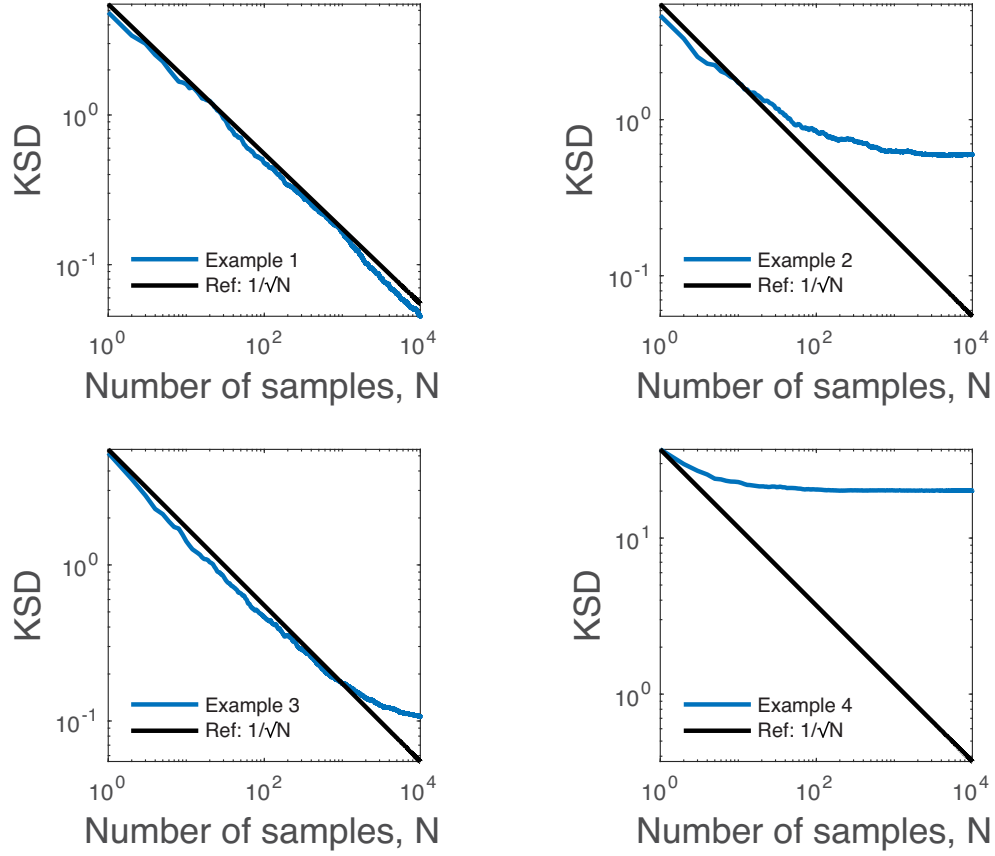 KSD
10^0
10^-1
Example 1
Ref: 1/√N
10^0
10^2
10^4
Number of samples, N
KSD
10^0
10^-1
Example 2
Ref: 1/√N
10^0
10^2
10^4
Number of samples, N
KSD
10^0
10^-1
Example 3
Ref: 1/√N
10^0
10^2
10^4
Number of samples, N
KSD
10^1
10^0
Example 4
Ref: 1/√N
10^0
10^2
10^4
Number of samples, N